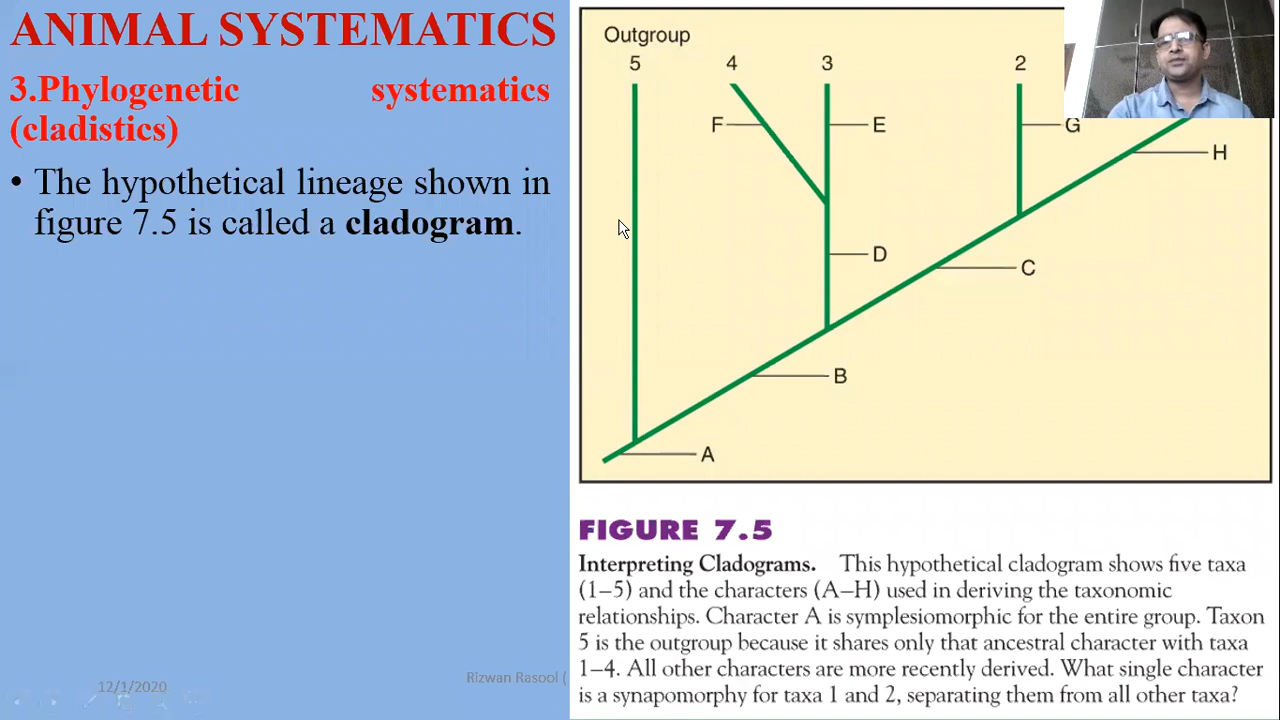 ANIMAL SYSTEMATICS
3.Phylogenetic systematics
(cladistics)
• The hypothetical lineage shown in
figure 7.5 is called a cladogram.
Outgroup
5 4 3 2
F E G
H
D
C
B
A
FIGURE 7.5
Interpreting Cladograms. This hypothetical cladogram shows five taxa
(1–5) and the characters (A–H) used in deriving the taxonomic
relationships. Character A is symplesiomorphic for the entire group. Taxon
5 is the outgroup because it shares only that ancestral character with taxa
1–4. All other characters are more recently derived. What single character
is a synapomorphy for taxa 1 and 2, separating them from all other taxa?
12/1/2020
Rizwan Rasool (